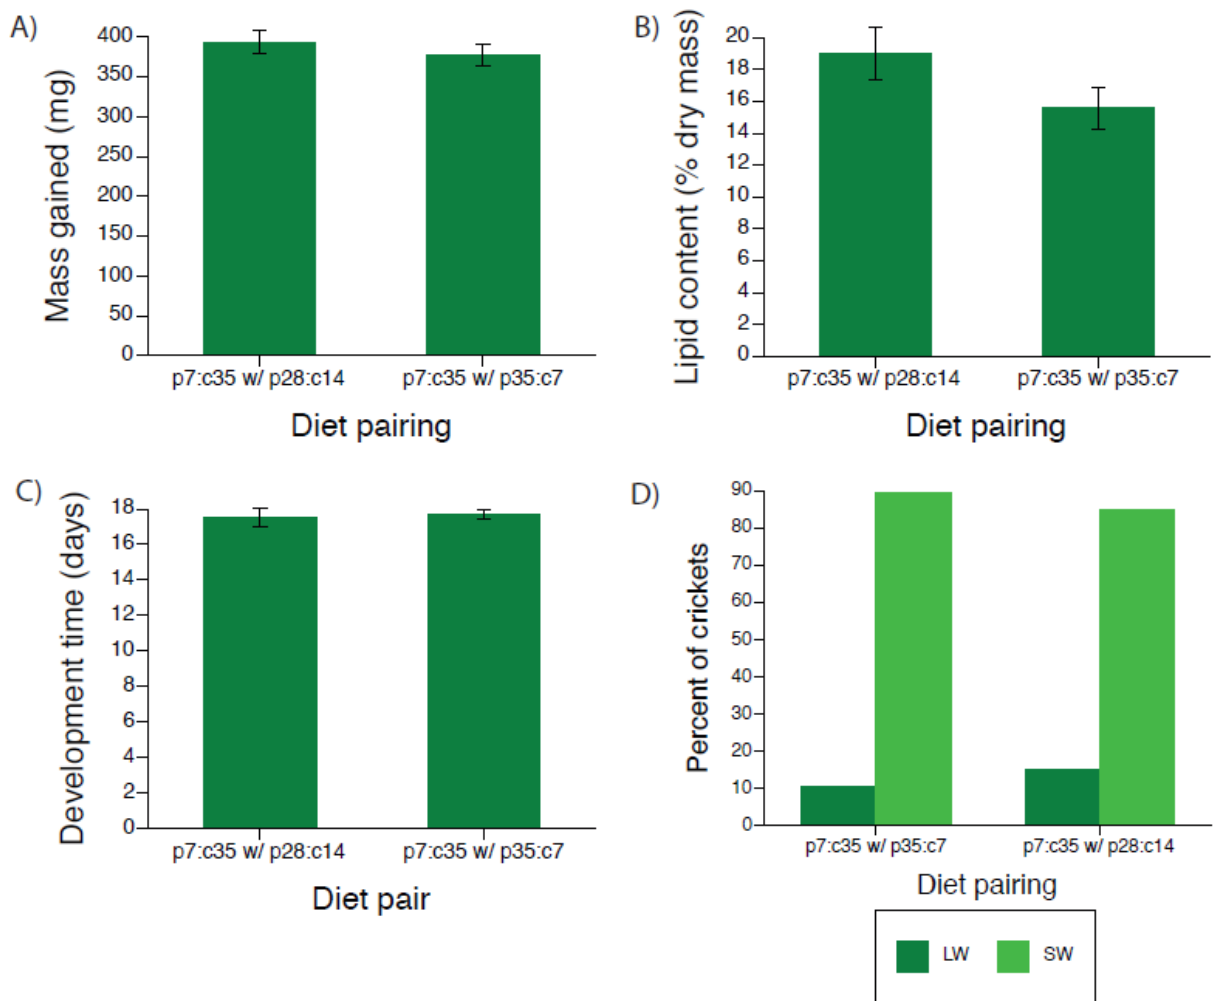 A)
Mass gained (mg)
400
350
300
250
200
150
100
50
0
p7:c35 w/ p28:c14 p7:c35 w/ p35:c7
Diet pairing
B)
Lipid content (% dry mass)
20
18
16
14
12
10
8
6
4
2
0
p7:c35 w/ p28:c14 p7:c35 w/ p35:c7
Diet pairing
C)
Development time (days)
18
16
14
12
10
8
6
4
2
0
p7:c35 w/ p28:c14 p7:c35 w/ p35:c7
Diet pair
D)
Percent of crickets
90
80
70
60
50
40
30
20
10
0
p7:c35 w/ p35:c7 p7:c35 w/ p28:c14
Diet pairing
LW SW